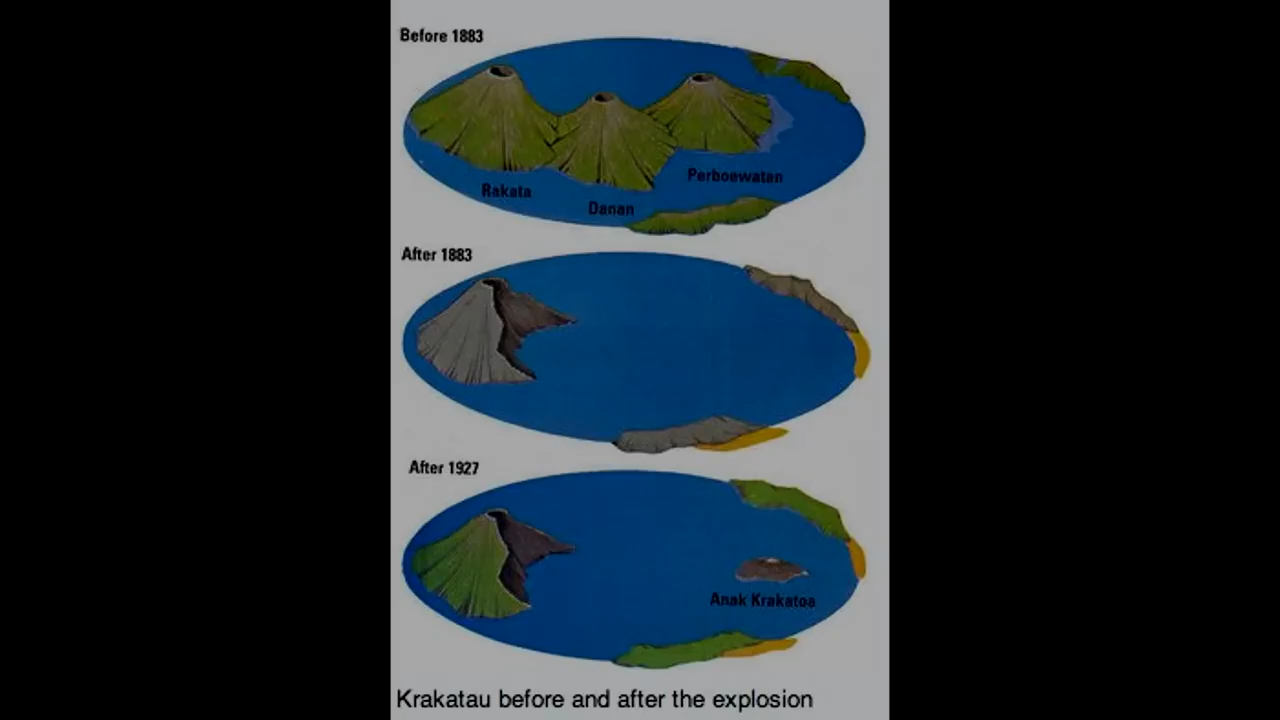 Before 1883
Rakata
Danan
Perboewatan
After 1883
After 1927
Anak Krakatoa
Krakatau before and after the explosion